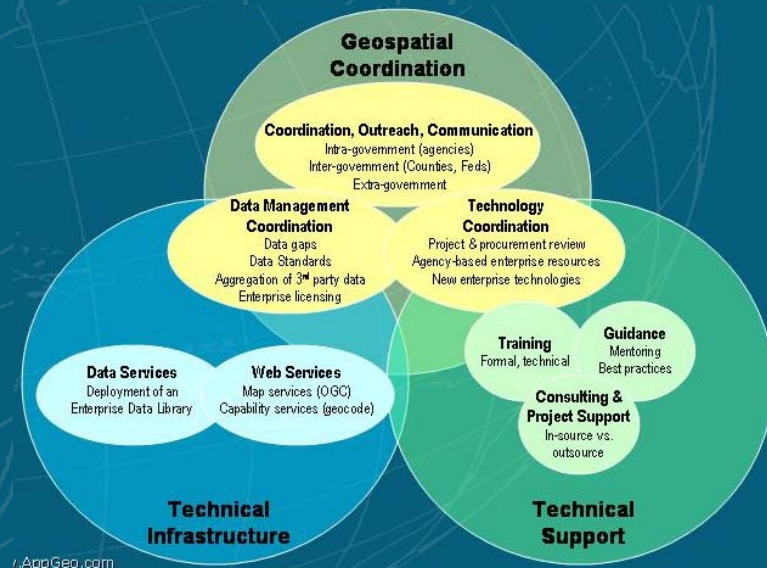 Geospatial
Coordination
Coordination, Outreach, Communication
Intra-government (agencies)
Inter-government (Counties, Feds)
Extra-government
Data Management
Coordination
Data gaps
Data Standards
Aggregation of 3rd party data
Enterprise licensing
Technology
Coordination
Project & procurement review
Agency-based enterprise resources
New enterprise technologies
Data Services
Deployment of an
Enterprise Data Library
Web Services
Map services (OGC)
Capability services (geocode)
Training
Formal, technical
Guidance
Mentoring
Best practices
Consulting &
Project Support
In-source vs.
outsource
Technical
Infrastructure
Technical
Support
.AppGeo.com